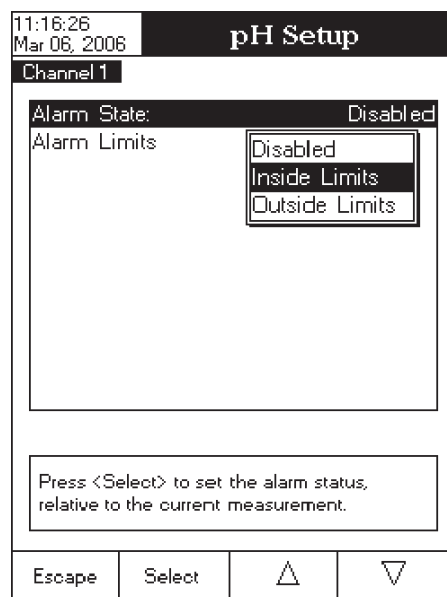 11:16:26
Mar 06, 2006
pH Setup
Channel 1
Alarm State: Disabled
Alarm Limits
Disabled
Inside Limits
Outside Limits
Press <Select> to set the alarm status,
relative to the current measurement.
Escape Select